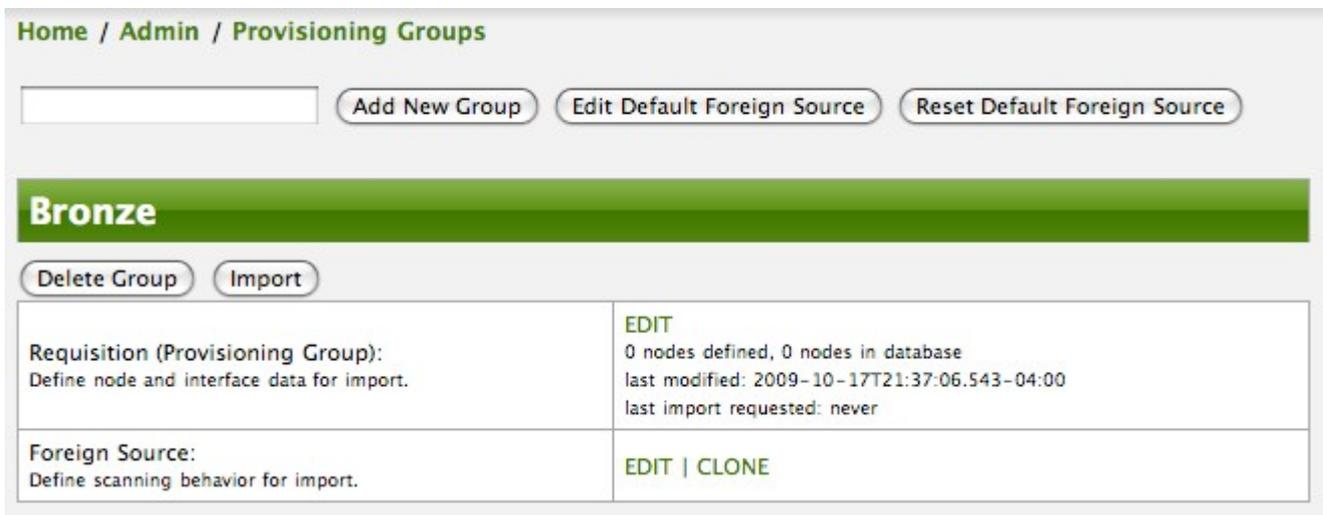 Home / Admin / Provisioning Groups
Add New Group Edit Default Foreign Source Reset Default Foreign Source
Bronze
Delete Group Import
Requisition (Provisioning Group):
Define node and interface data for import.
EDIT
0 nodes defined, 0 nodes in database
last modified: 2009-10-17T21:37:06.543-04:00
last import requested: never
Foreign Source:
Define scanning behavior for import.
EDIT | CLONE